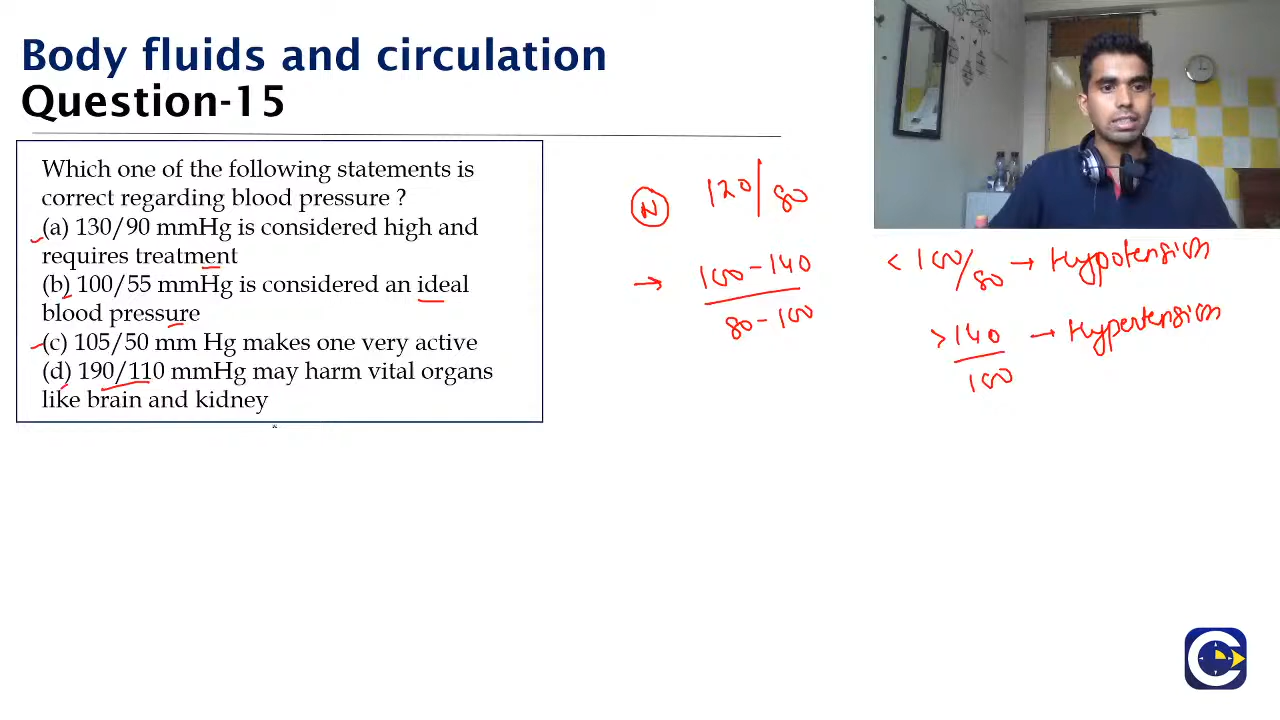 Body fluids and circulation
Question-15
Which one of the following statements is
correct regarding blood pressure ?
(a) 130/90 mmHg is considered high and
requires treatment
(b) 100/55 mmHg is considered an ideal
blood pressure
(c) 105/50 mm Hg makes one very active
(d) 190/110 mmHg may harm vital organs
like brain and kidney
N 120/80
→ 100-140
80-100
< 100/80 → Hypotension
>140 → Hypertension
100